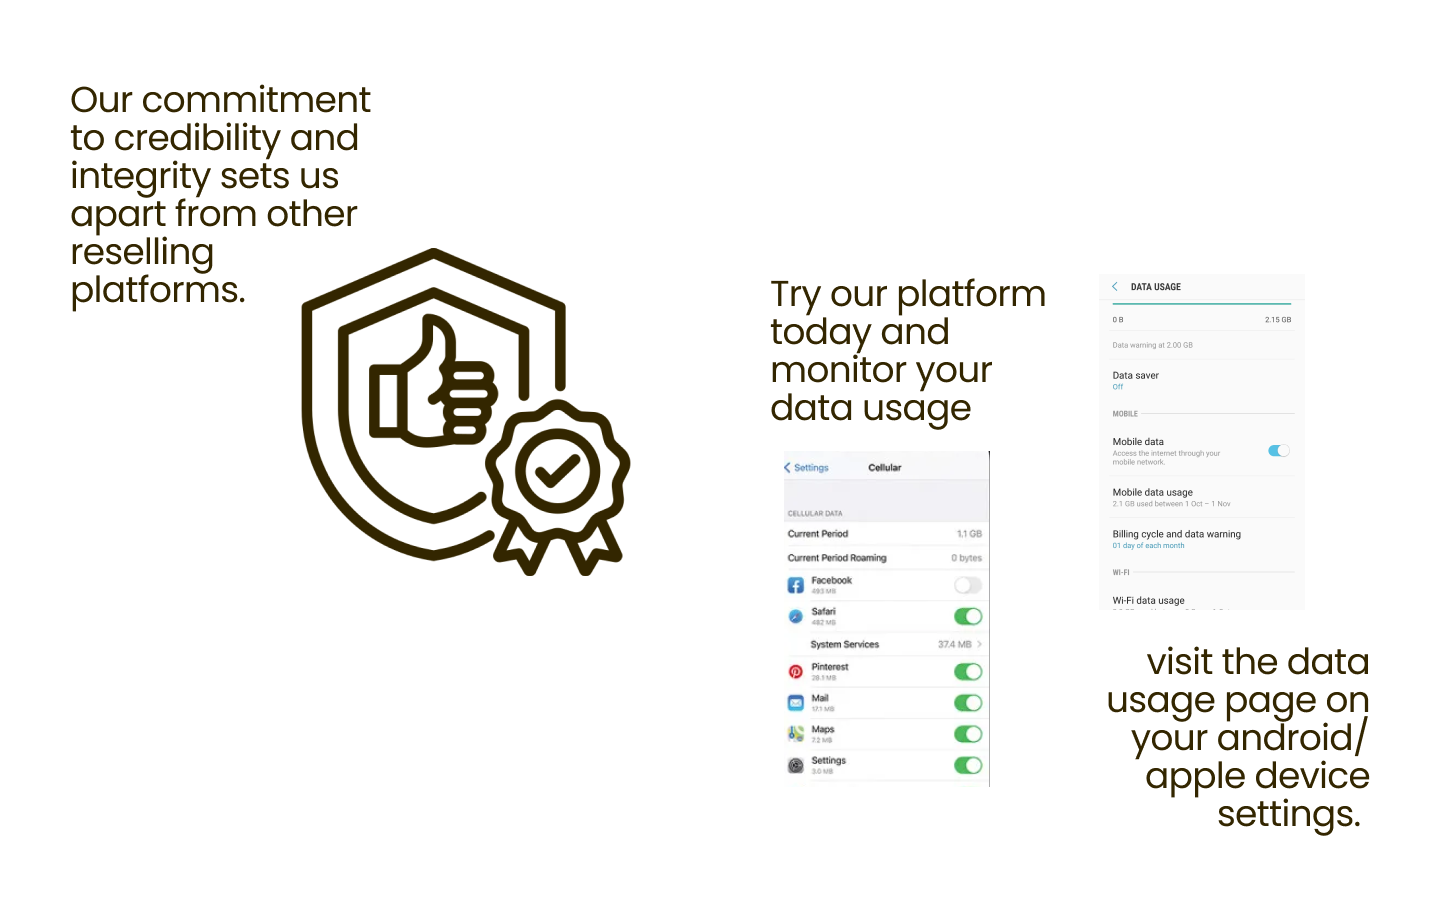 Our commitment
to credibility and
integrity sets us
apart from other
reselling
platforms.
Try our platform
today and
monitor your
data usage
Settings Cellular
CELLULAR DATA
Current Period 1.1 GB
Current Period Roaming 0 bytes
Facebook
493 MB
Safari
482 MB
System Services 37.4 MB
Pinterest
28.1 MB
Mail
17.1 MB
Maps
7.2 MB
Settings
3.0 MB
DATA USAGE
0 B 2.15 GB
Data warning at 2.00 GB
Data saver
Off
MOBILE
Mobile data
Access the internet through your
mobile network.
Mobile data usage
2.1 GB used between 1 Oct – 1 Nov
Billing cycle and data warning
01 day of each month
WI-FI
Wi-Fi data usage
visit the data
usage page on
your android/
apple device
settings.